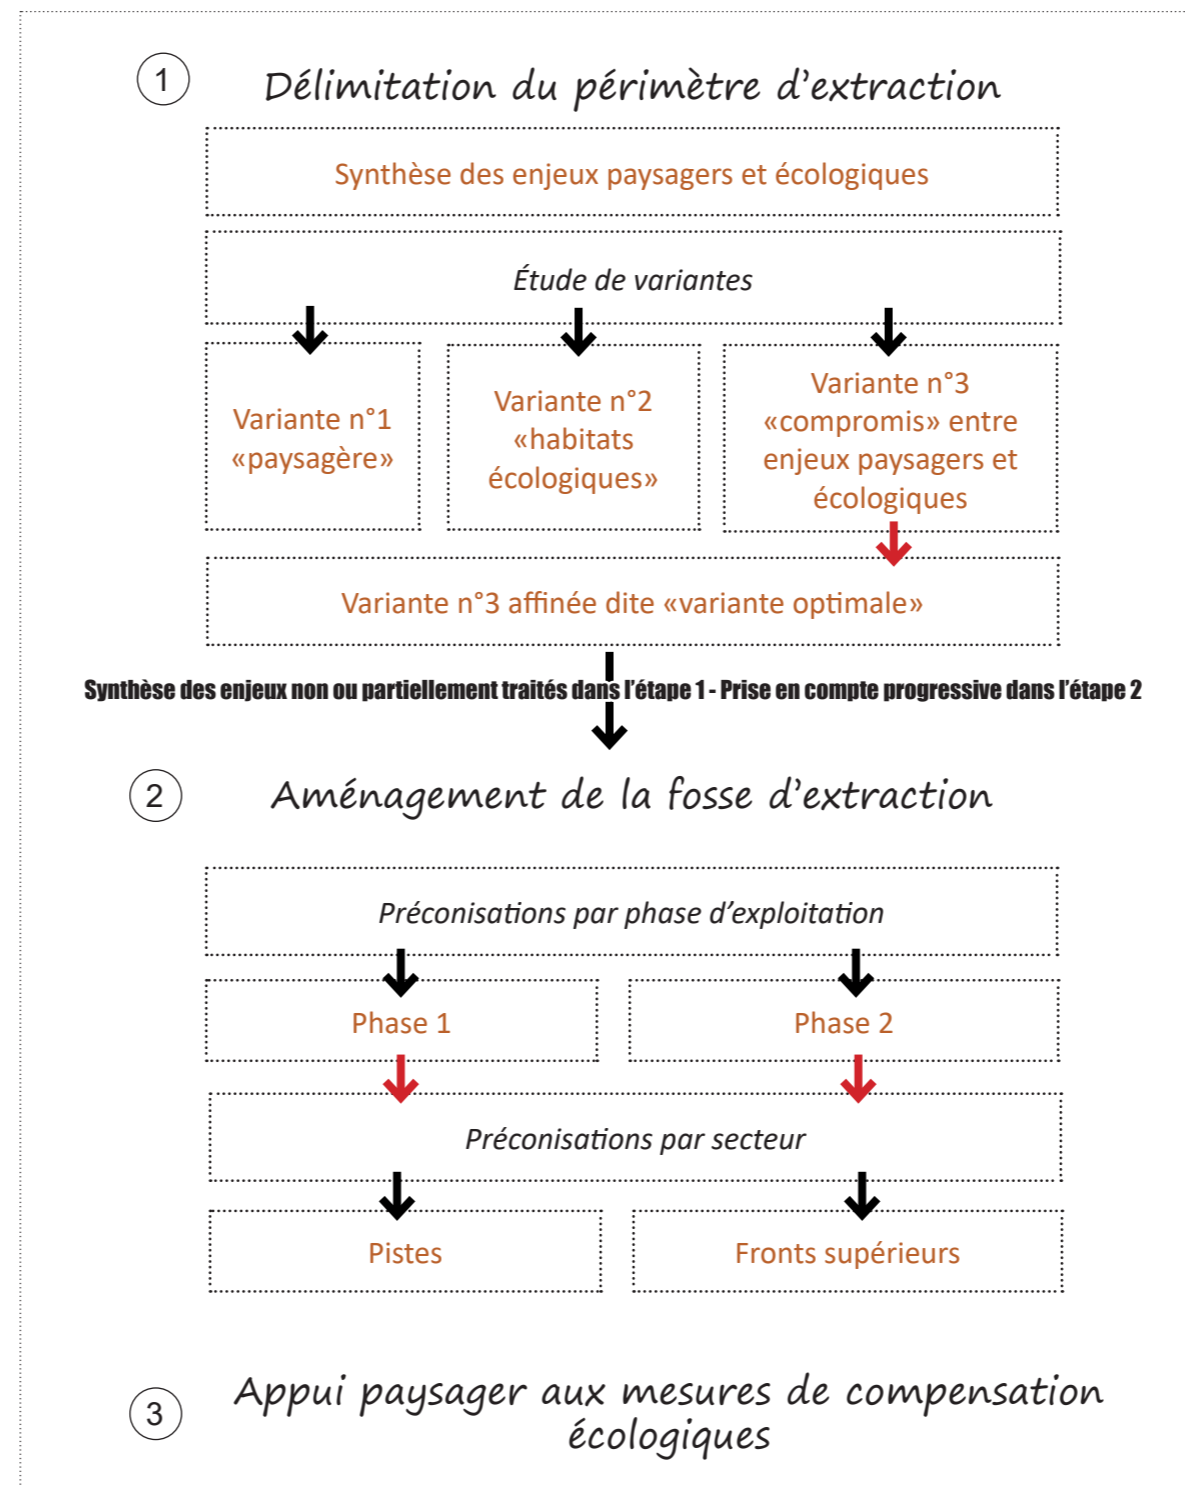 1
Délimitation du périmètre d'extraction
Synthèse des enjeux paysagers et écologiques
Étude de variantes
Variante n°1
«paysagère»
Variante n°2
«habitats
écologiques»
Variante n°3
«compromis» entre
enjeux paysagers et
écologiques
Variante n°3 affinée dite «variante optimale»
Synthèse des enjeux non ou partiellement traités dans l'étape 1 - Prise en compte progressive dans l'étape 2
2
Aménagement de la fosse d'extraction
Préconisations par phase d'exploitation
Phase 1
Phase 2
Préconisations par secteur
Pistes
Fronts supérieurs
3
Appui paysager aux mesures de compensation
écologiques